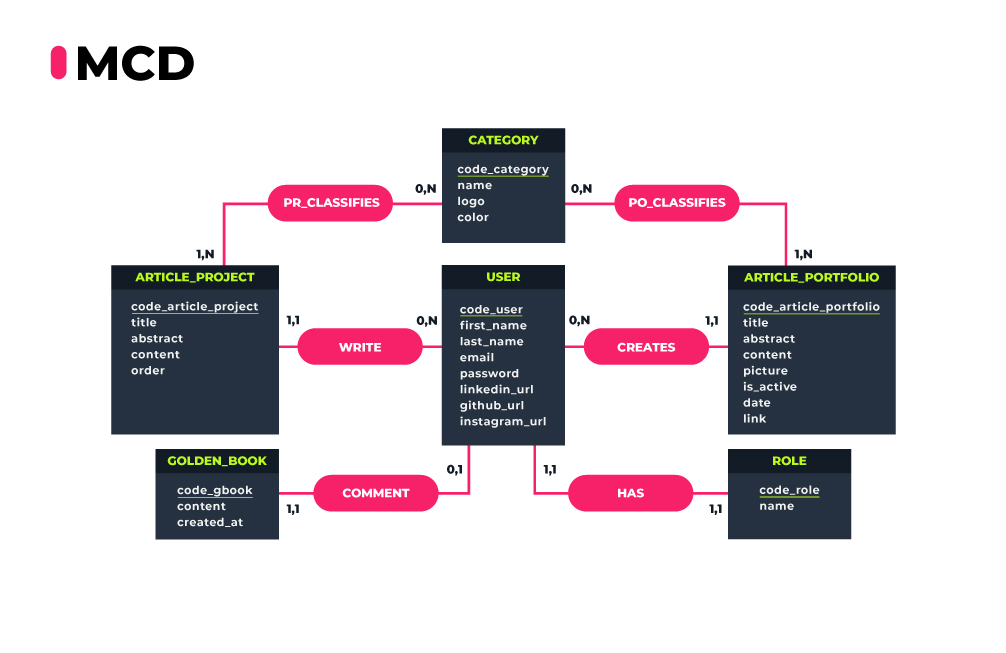 MCD
CATEGORY
code_category
name
logo
color
0,N
0,N
PR_CLASSIFIES
PO_CLASSIFIES
1,N
1,N
ARTICLE_PROJECT
code_article_project
title
abstract
content
order
USER
code_user
first_name
last_name
email
password
linkedin_url
github_url
instagram_url
ARTICLE_PORTFOLIO
code_article_portfolio
title
abstract
content
picture
is_active
date
link
1,1
WRITE
0,N
0,N
CREATES
1,1
GOLDEN_BOOK
code_gbook
content
created_at
1,1
COMMENT
0,1
1,1
HAS
1,1
ROLE
code_role
name